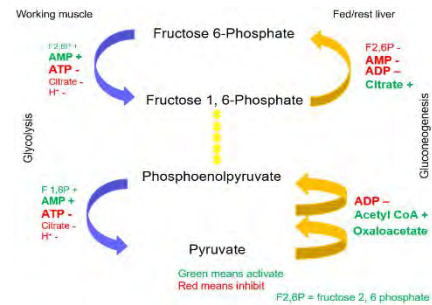 Working muscle
Fed/rest liver
Fructose 6-Phosphate
F2,6P +
AMP +
ATP -
Citrate -
H⁺ -
F2,6P -
AMP –
ADP –
Citrate +
Fructose 1, 6-Phosphate
Glycolysis
Gluconeogenesis
Phosphoenolpyruvate
F 1,6P +
AMP +
ATP -
Citrate -
H⁺ -
ADP –
Acetyl CoA +
Oxaloacetate
Pyruvate
Green means activate
Red means inhibit
F2,6P = fructose 2, 6 phosphate